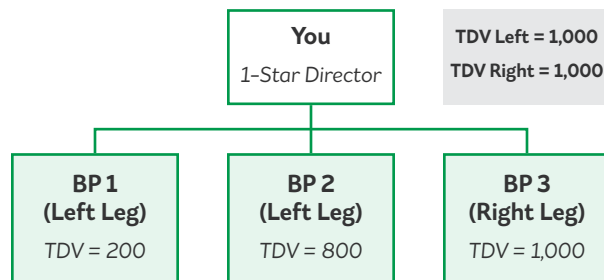 You
1-Star Director
TDV Left = 1,000
TDV Right = 1,000
BP 1
(Left Leg)
TDV = 200
BP 2
(Left Leg)
TDV = 800
BP 3
(Right Leg)
TDV = 1,000